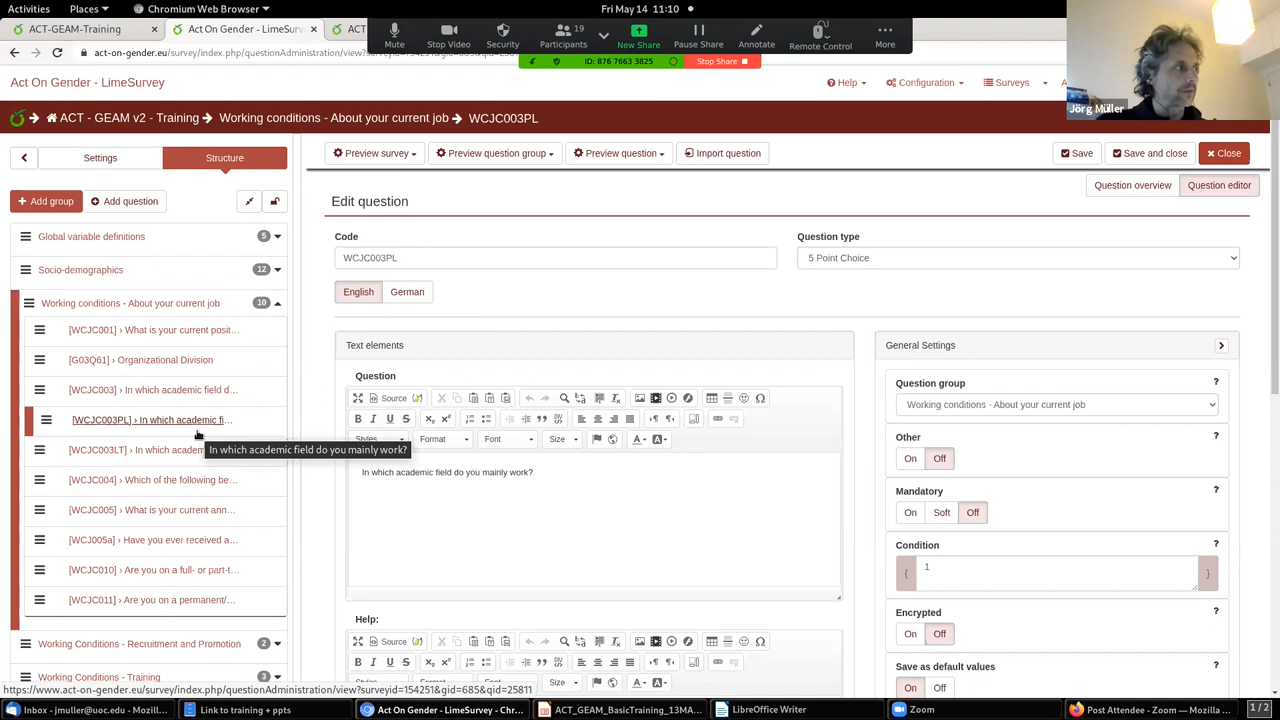 Activities Places Chromium Web Browser Fri May 14 11:10
ACT-GEAM-Training × Act On Gender - LimeSurv × ACT
act-on-gender.eu/survey/index.php/questionAdministration/view?surveyid=154251&gid=685&qid=2581
Mute Stop Video Security Participants 19 New Share Pause Share Annotate Remote Control More
ID: 876 7663 3825 Stop Share
Jörg Müller
Act On Gender - LimeSurvey Help Configuration Surveys
ACT - GEAM v2 - Training Working conditions - About your current job WCJC003PL
Settings Structure
Preview survey Preview question group Preview question Import question Save Save and close Close
Question overview Question editor
Add group Add question
Edit question
Global variable definitions 5
Socio-demographics 12
Working conditions - About your current job 10
[WCJC001] › What is your current posit...
[G03Q61] › Organizational Division
[WCJC003] › In which academic field d...
[WCJC003PL] › In which academic fi...
[WCJC003LT] › In which academ
In which academic field do you mainly work?
[WCJC004] › Which of the following be...
[WCJC005] › What is your current ann...
[WCJ005a] › Have you ever received a...
[WCJC010] › Are you on a full- or part-t...
[WCJC011] › Are you on a permanent/...
Working Conditions - Recruitment and Promotion 2
Working Conditions - Training 3
Code
WCJC003PL
Question type
5 Point Choice
English German
Text elements
Question
Source
B I U S
Styles Format Font Size
In which academic field do you mainly work?
Help:
Source
B I U S
Size
General Settings
Question group ?
Working conditions - About your current job
Other ?
On Off
Mandatory ?
On Soft Off
Condition ?
{ 1 }
Encrypted ?
On Off
Save as default values ?
On Off
https://www.act-on-gender.eu/survey/index.php/questionAdministration/view?surveyid=154251&gid=685&qid=25811
Inbox - jmuller@uoc.edu - Mozill... Link to training + ppts Act On Gender - LimeSurvey - Chr... ACT_GEAM_BasicTraining_13MA... LibreOffice Writer Zoom Post Attendee - Zoom — Mozilla ... 1 / 2